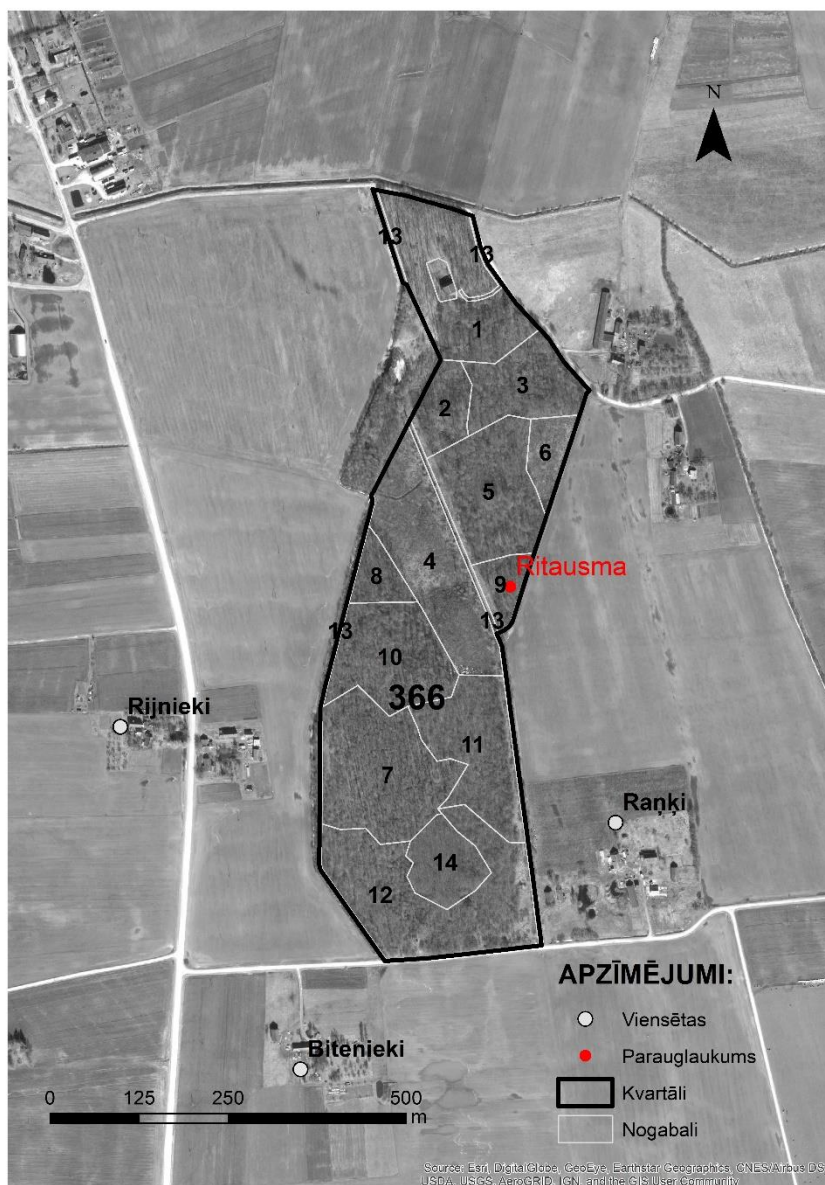 N
13
13
1
3
2
6
5
4
8
9
Ritausma
13
13
10
366
Rijnieki
11
7
Raņķi
14
12
APZĪMĒJUMI:
Viensētas
Parauglaukums
Bitenieki
Kvartāli
0 125 250 500
m
Nogabali
Source: Esri, DigitalGlobe, GeoEye, Earthstar Geographics, CNES/Airbus DS,
USDA, USGS, AeroGRID, IGN, and the GIS User Community